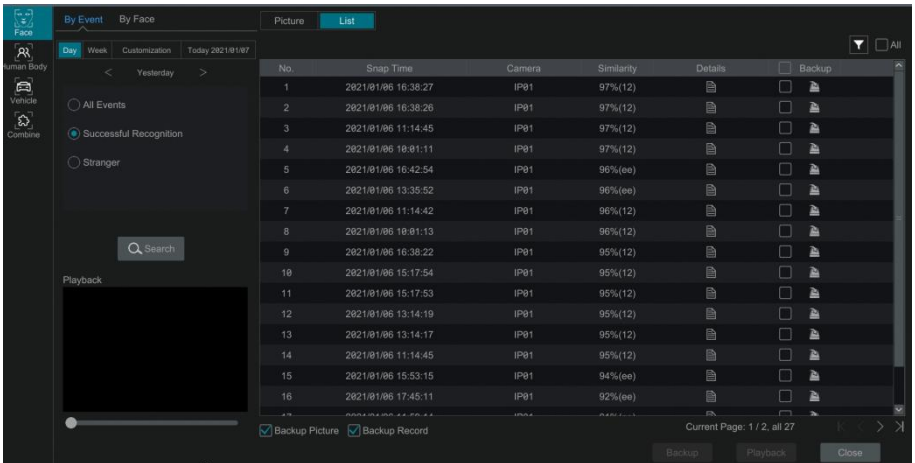 Face
Human Body
Vehicle
Combine
By Event By Face
Day Week Customization Today 2021/01/07
< Yesterday >
All Events
Successful Recognition
Stranger
Search
Playback
Picture List
All
No. Snap Time Camera Similarity Details Backup
1 2021/01/06 16:38:27 IP01 97%(12)
2 2021/01/06 16:38:26 IP01 97%(12)
3 2021/01/06 11:14:45 IP01 97%(12)
4 2021/01/06 10:01:11 IP01 97%(12)
5 2021/01/06 16:42:54 IP01 96%(ee)
6 2021/01/06 13:35:52 IP01 96%(ee)
7 2021/01/06 11:14:42 IP01 96%(12)
8 2021/01/06 10:01:13 IP01 96%(12)
9 2021/01/06 16:38:22 IP01 95%(12)
10 2021/01/06 15:17:54 IP01 95%(12)
11 2021/01/06 15:17:53 IP01 95%(12)
12 2021/01/06 13:14:19 IP01 95%(12)
13 2021/01/06 13:14:17 IP01 95%(12)
14 2021/01/06 11:14:45 IP01 95%(12)
15 2021/01/06 15:53:15 IP01 94%(ee)
16 2021/01/06 17:45:11 IP01 92%(ee)
Backup Picture Backup Record
Current Page: 1 / 2, all 27
Backup Playback Close